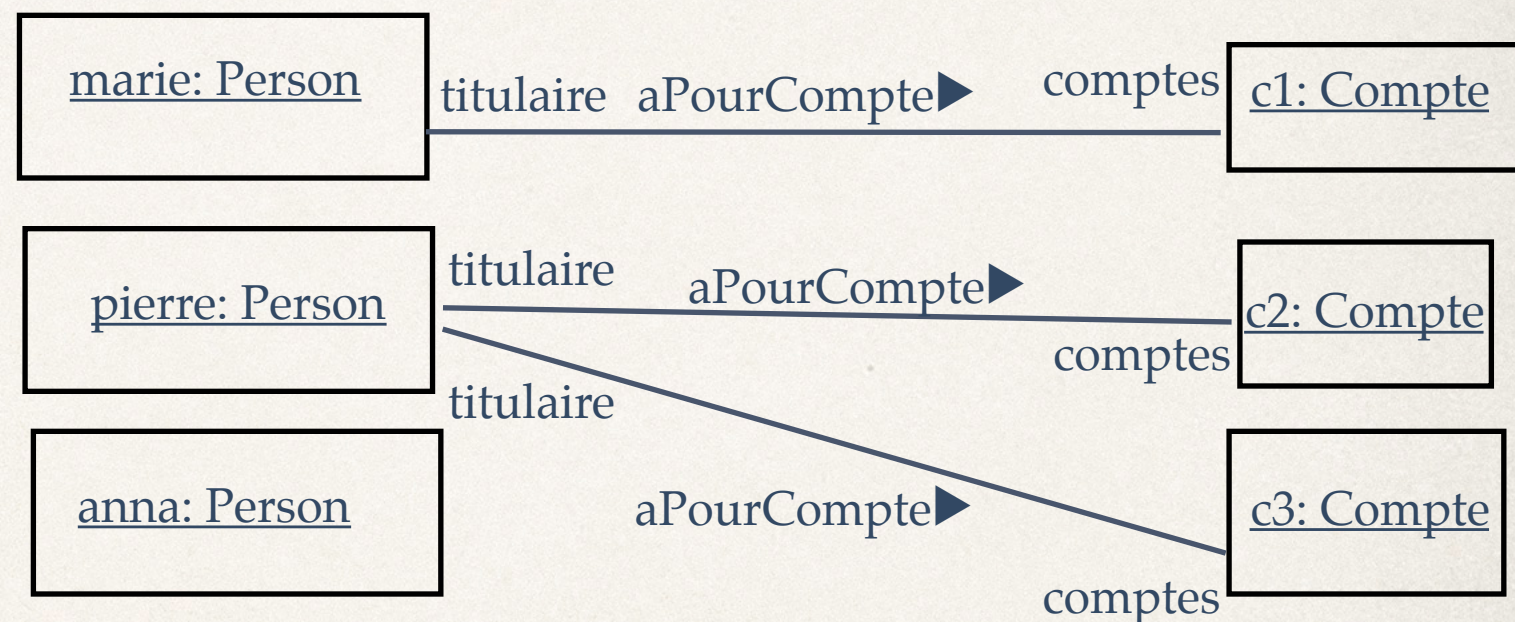 marie: Person
titulaire aPourCompte▶ comptes
c1: Compte
pierre: Person
titulaire
aPourCompte▶
comptes
c2: Compte
titulaire
anna: Person
aPourCompte▶
comptes
c3: Compte